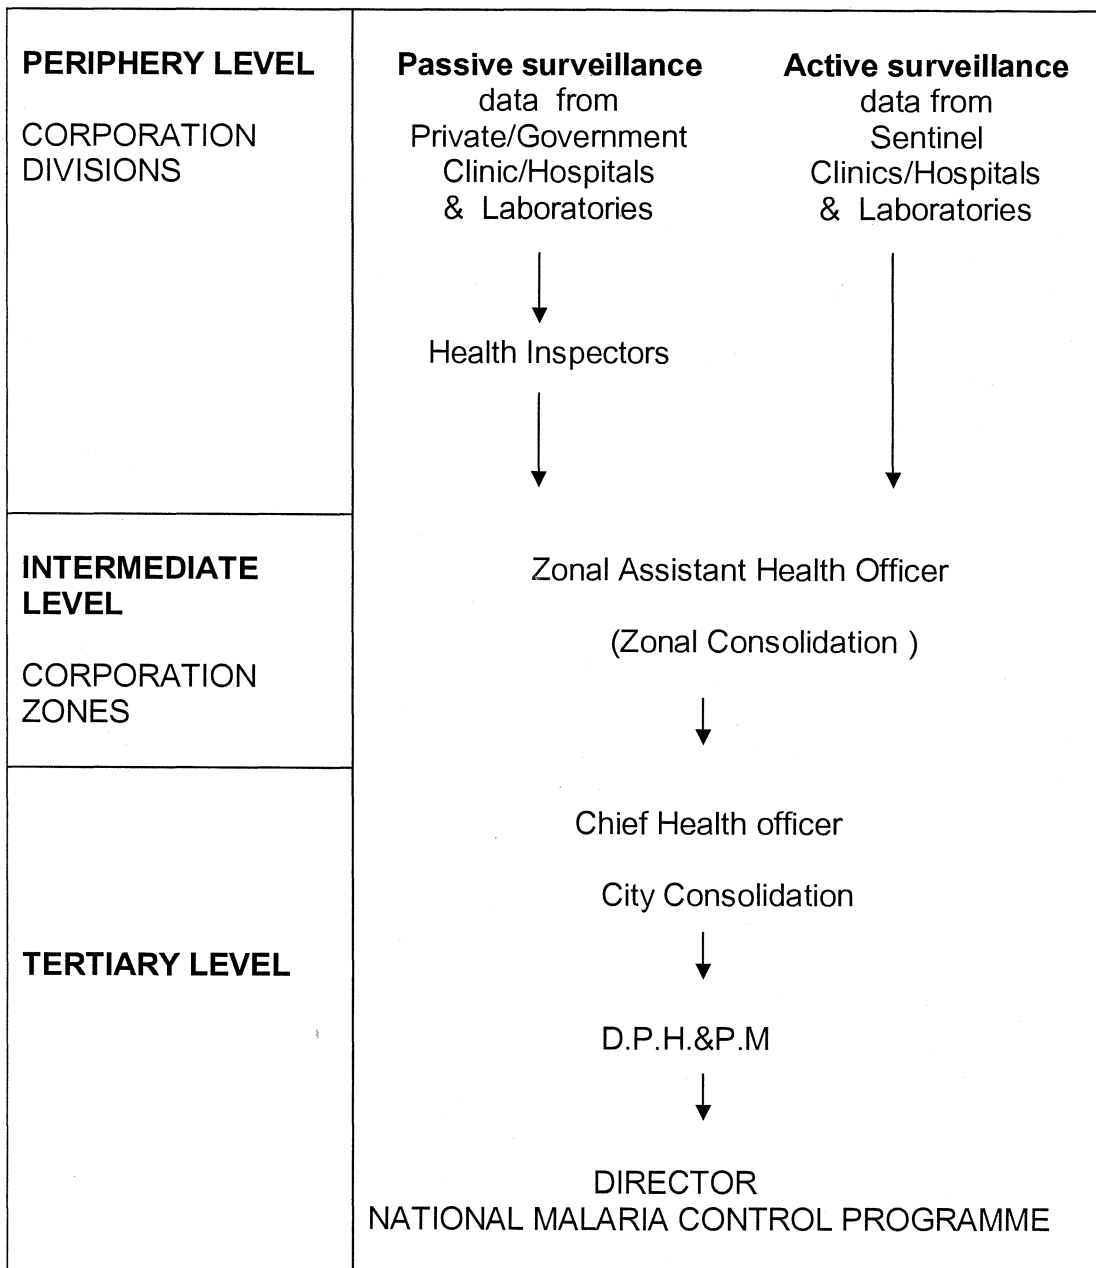 PERIPHERY LEVEL
CORPORATION
DIVISIONS
Passive surveillance
data from
Private/Government
Clinic/Hospitals
& Laboratories
Active surveillance
data from
Sentinel
Clinics/Hospitals
& Laboratories
Health Inspectors
INTERMEDIATE
LEVEL
CORPORATION
ZONES
Zonal Assistant Health Officer
(Zonal Consolidation )
TERTIARY LEVEL
Chief Health officer
City Consolidation
D.P.H.&P.M
DIRECTOR
NATIONAL MALARIA CONTROL PROGRAMME